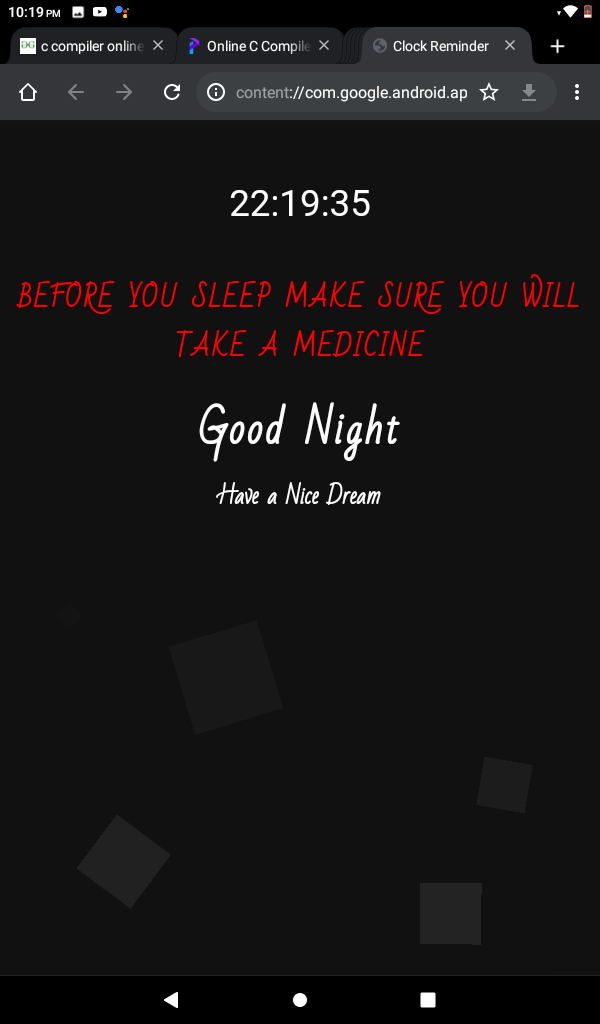 10:19 PM
c compiler online
Online C Compile
Clock Reminder
content://com.google.android.ap
22:19:35
BEFORE YOU SLEEP MAKE SURE YOU WILL
TAKE A MEDICINE
Good Night
Have a Nice Dream